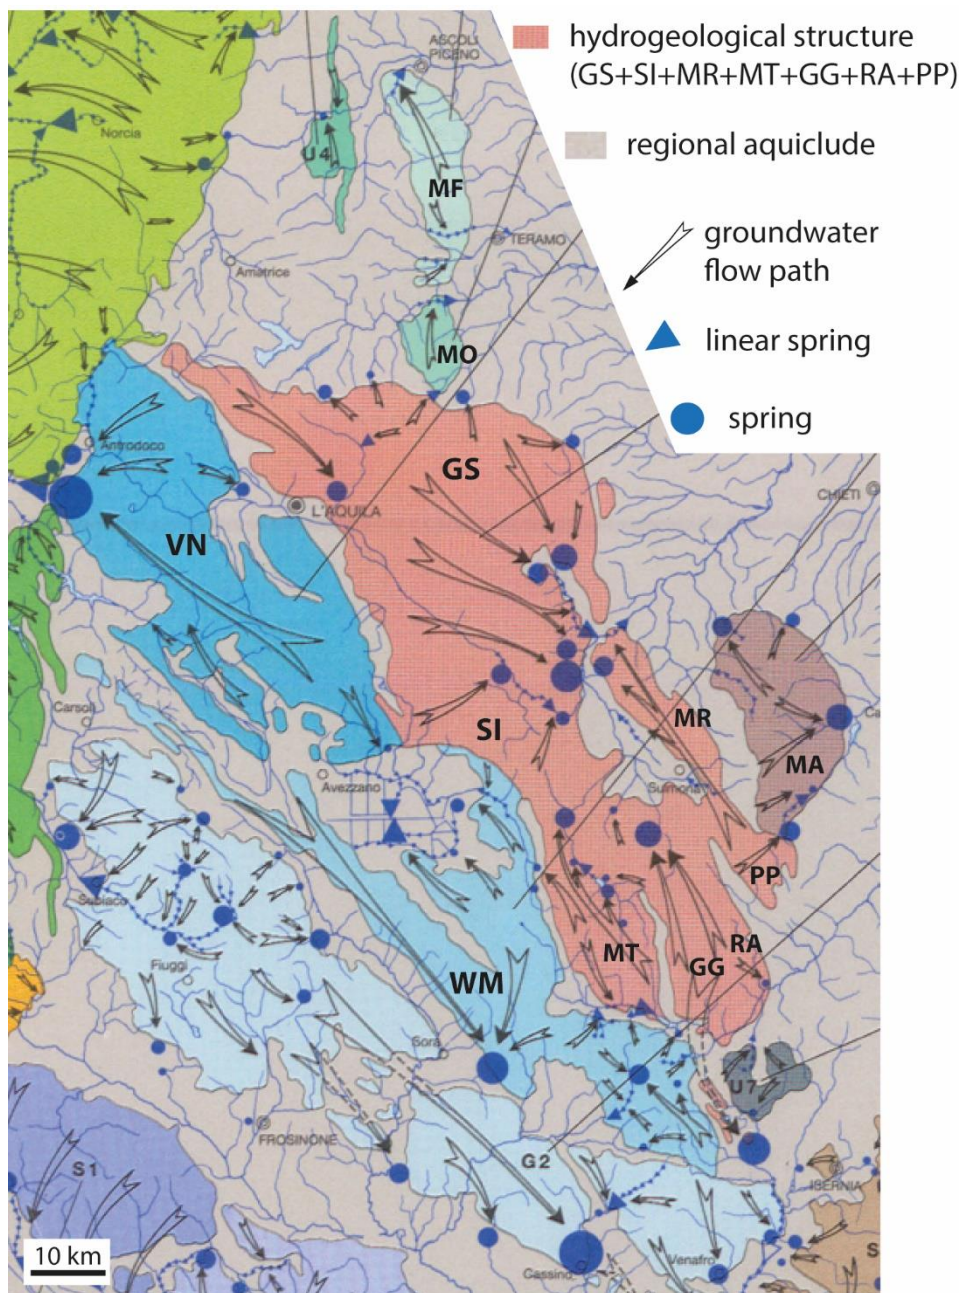 hydrogeological structure
(GS+SI+MR+MT+GG+RA+PP)
regional aquiclude
groundwater
flow path
linear spring
spring
ASCOLI
PICENO
Norcia
U4
MF
TERAMO
Amatrice
MO
Antrodoco
GS
CHIETI
L'AQUILA
VN
Carsoli
SI
MR
MA
Avezzano
Sulmona
PP
Subiaco
RA
MT
GG
Fiuggi
WM
Sora
U7
FROSINONE
G2
S1
ISERNIA
10 km
Venafro
Cassino
S